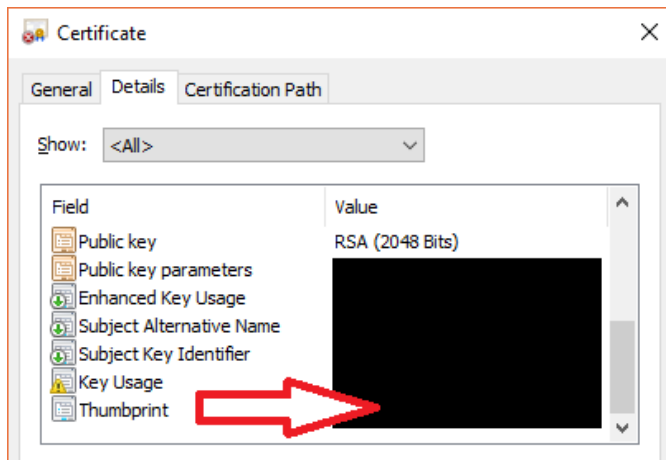 Certificate
General Details Certification Path
Show: <All>
Field Value
Public key RSA (2048 Bits)
Public key parameters
Enhanced Key Usage
Subject Alternative Name
Subject Key Identifier
Key Usage
Thumbprint